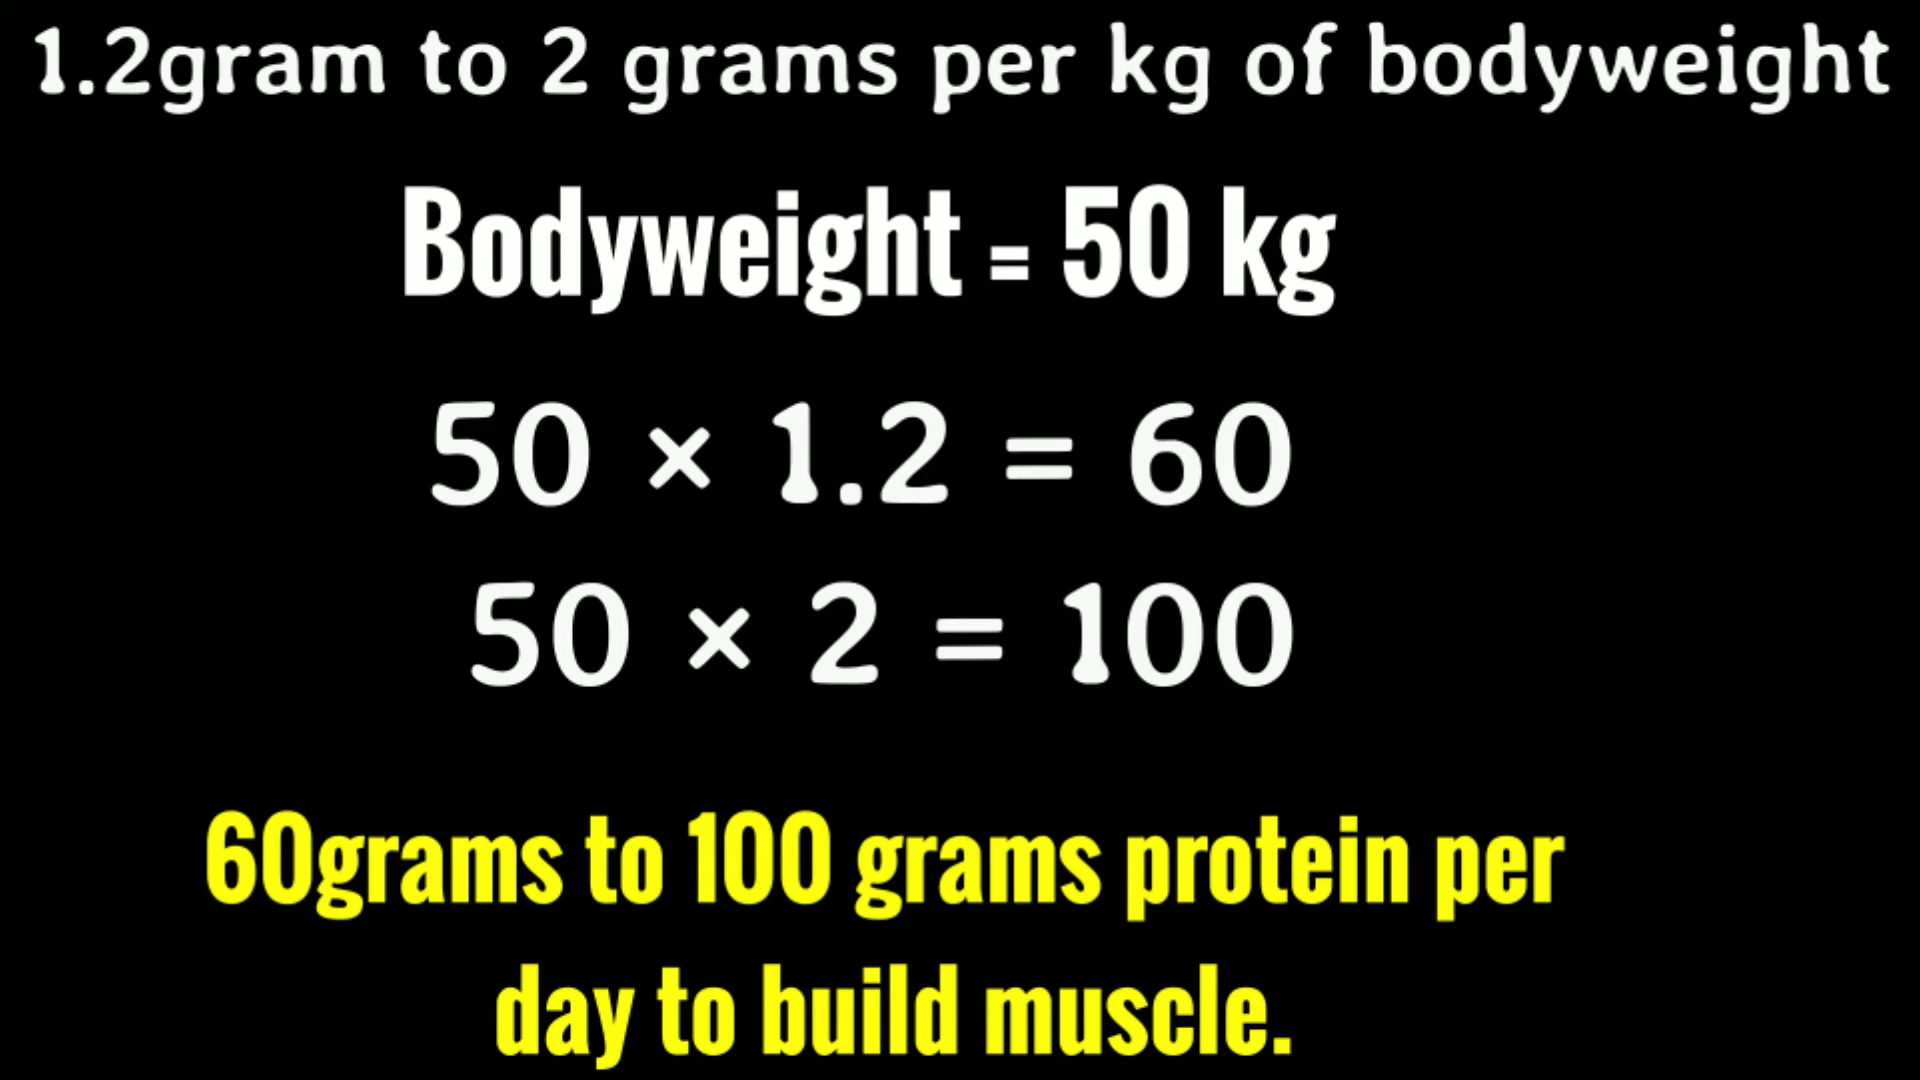 1.2gram to 2 grams per kg of bodyweight
Bodyweight = 50 kg
50 × 1.2 = 60
50 × 2 = 100
60grams to 100 grams protein per
day to build muscle.